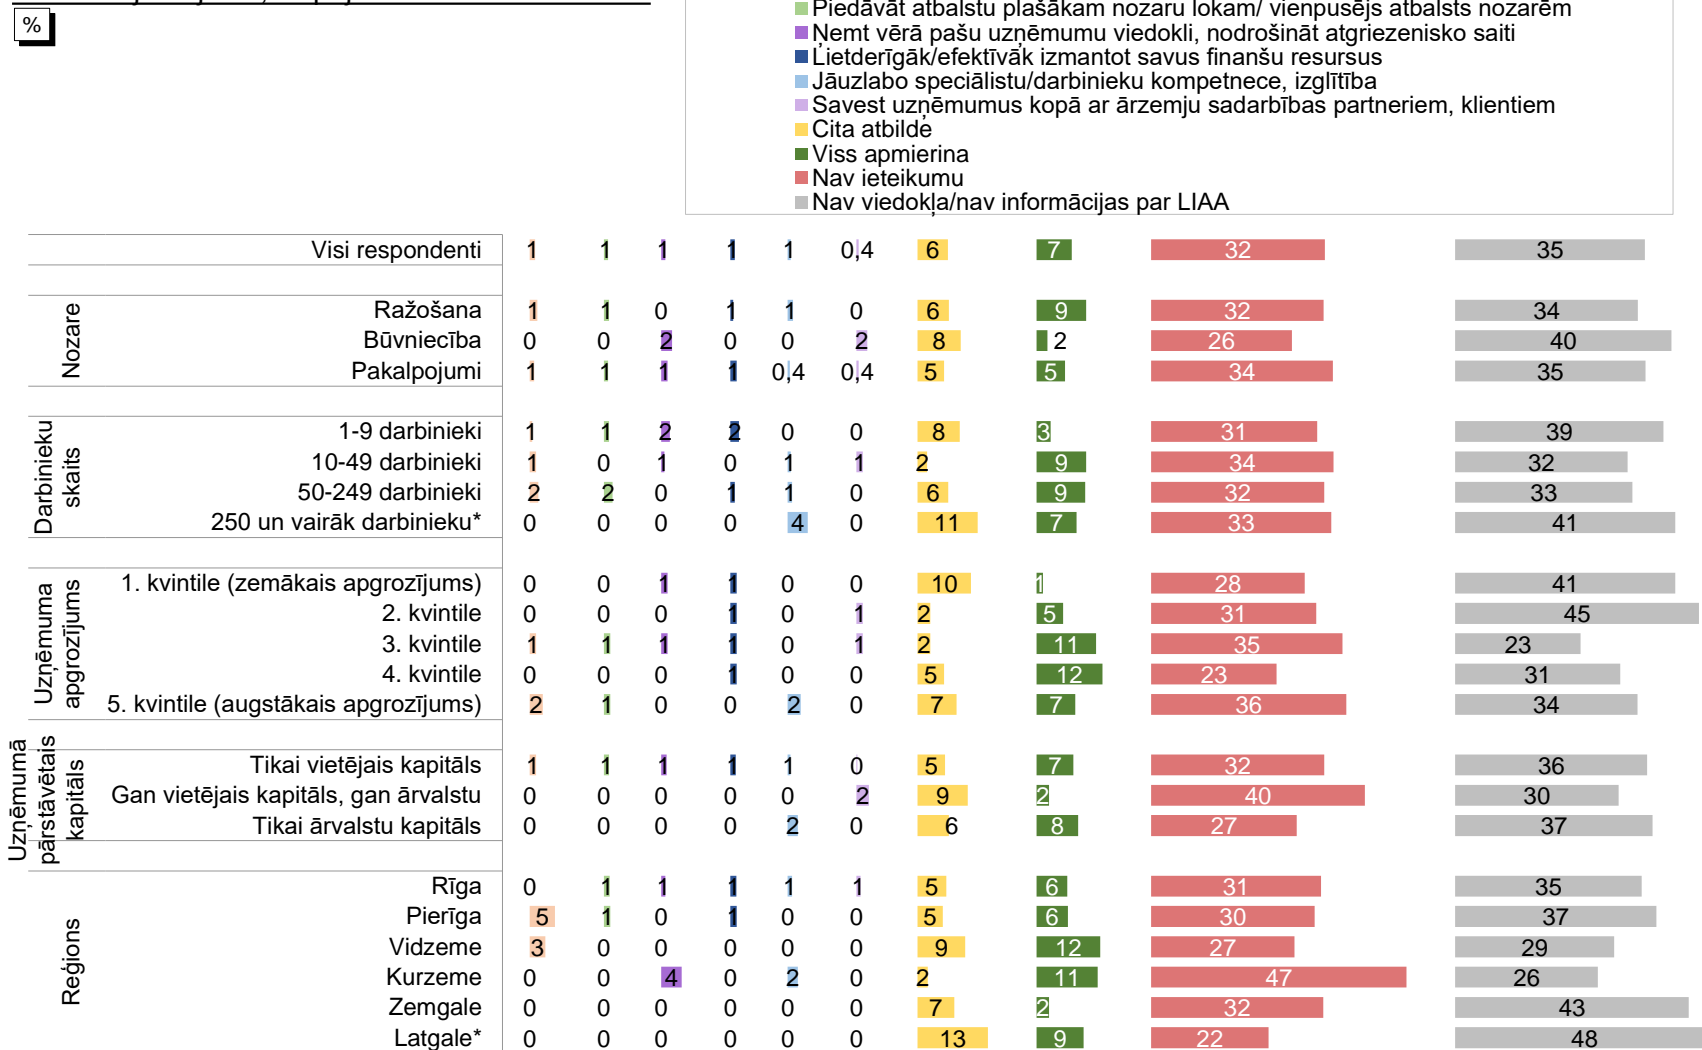 %
Piedāvāt atbalstu plašākam nozaru lokam/ vienpusējs atbalsts nozarēm
Ņemt vērā pašu uzņēmumu viedokli, nodrošināt atgriezenisko saiti
Lietderīgāk/efektīvāk izmantot savus finanšu resursus
Jāuzlabo speciālistu/darbinieku kompetnece, izglītība
Savest uzņēmumus kopā ar ārzemju sadarbības partneriem, klientiem
Cita atbilde
Viss apmierina
Nav ieteikumu
Nav viedokļa/nav informācijas par LIAA
Visi respondenti 1 1 1 1 1 0,4 6 7 32 35
Nozare
Ražošana 1 1 0 1 1 0 6 9 32 34
Būvniecība 0 0 2 0 0 2 8 2 26 40
Pakalpojumi 1 1 1 1 0,4 0,4 5 5 34 35
Darbinieku
skaits
1-9 darbinieki 1 1 2 2 0 0 8 3 31 39
10-49 darbinieki 1 0 1 0 1 1 2 9 34 32
50-249 darbinieki 2 2 0 1 1 0 6 9 32 33
250 un vairāk darbinieku* 0 0 0 0 4 0 11 7 33 41
Uzņēmuma
apgrozījums
1. kvintile (zemākais apgrozījums) 0 0 1 1 0 0 10 1 28 41
2. kvintile 0 0 0 1 0 1 2 5 31 45
3. kvintile 1 1 1 1 0 1 2 11 35 23
4. kvintile 0 0 0 1 0 0 5 12 23 31
5. kvintile (augstākais apgrozījums) 2 1 0 0 2 0 7 7 36 34
Uzņēmumā
pārstāvētais
kapitāls
Tikai vietējais kapitāls 1 1 1 1 1 0 5 7 32 36
Gan vietējais kapitāls, gan ārvalstu 0 0 0 0 0 2 9 2 40 30
Tikai ārvalstu kapitāls 0 0 0 0 2 0 6 8 27 37
Reģions
Rīga 0 1 1 1 1 1 5 6 31 35
Pierīga 5 1 0 1 0 0 5 6 30 37
Vidzeme 3 0 0 0 0 0 9 12 27 29
Kurzeme 0 0 4 0 2 0 2 11 47 26
Zemgale 0 0 0 0 0 0 7 2 32 43
Latgale* 0 0 0 0 0 0 13 9 22 48